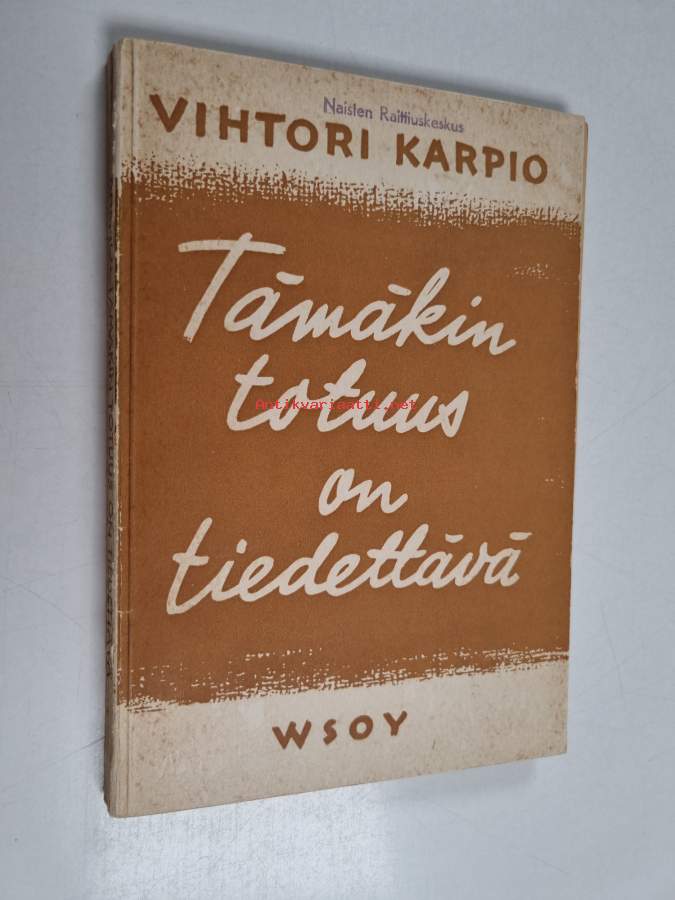 Naisten Raittiuskeskus
VIHTORI KARPIO
Tämäkin
totuus
Antikvariaatti.net
on
tiedettävä
WSOY